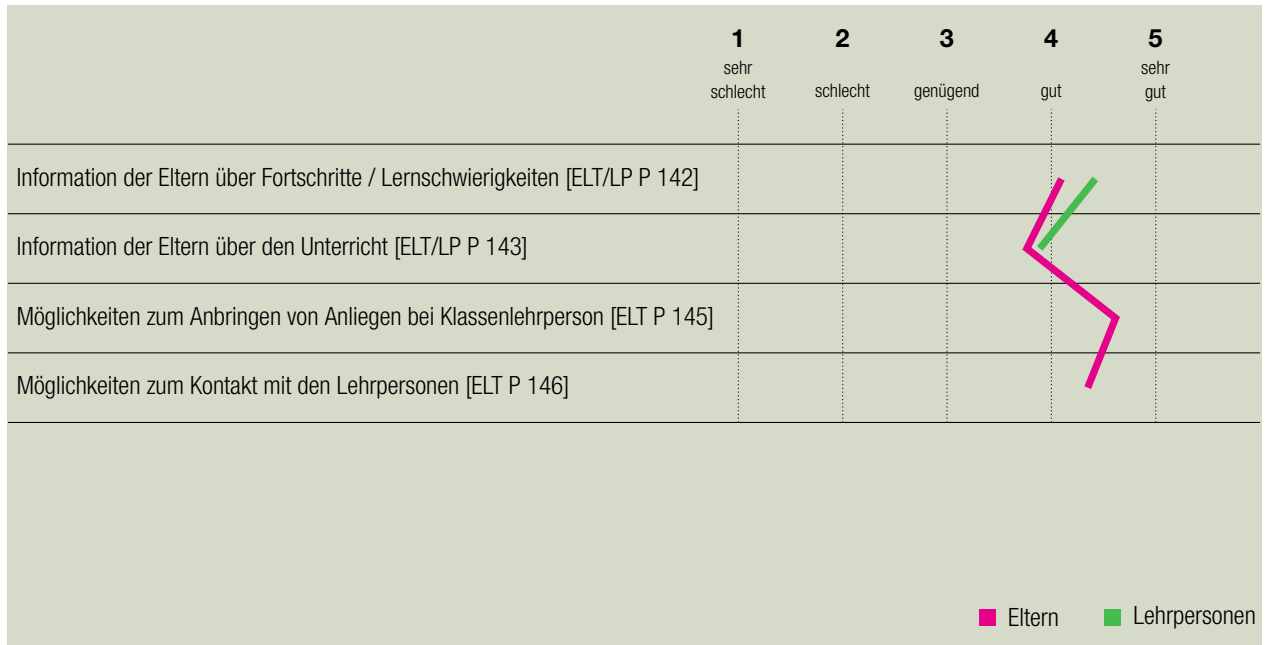 1 2 3 4 5
sehr schlecht schlecht genügend gut sehr gut
Information der Eltern über Fortschritte / Lernschwierigkeiten [ELT/LP P 142]
Information der Eltern über den Unterricht [ELT/LP P 143]
Möglichkeiten zum Anbringen von Anliegen bei Klassenlehrperson [ELT P 145]
Möglichkeiten zum Kontakt mit den Lehrpersonen [ELT P 146]
Eltern Lehrpersonen